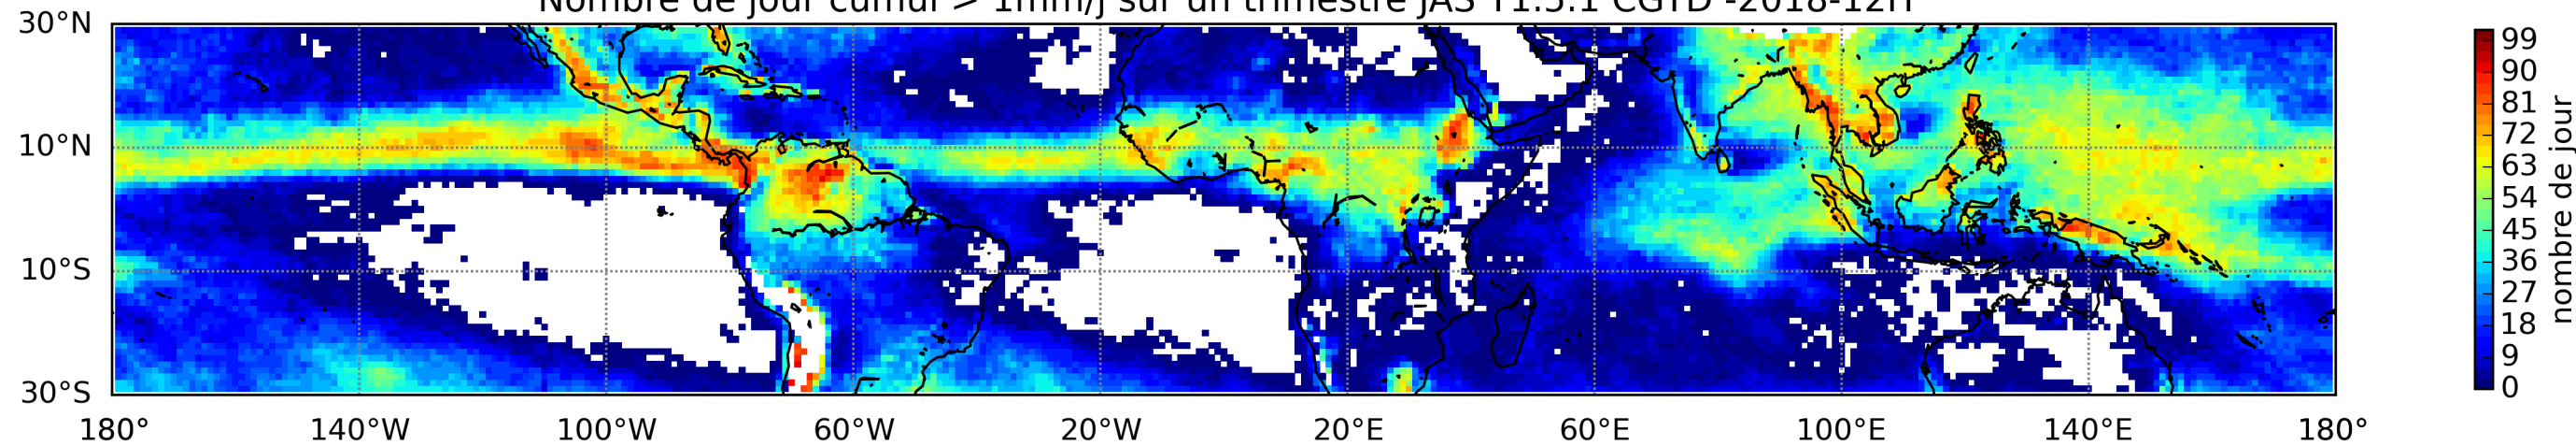 Nombre de jour cumul > 1mm/j sur un trimestre JAS T1.5.1 CGTD -2018-12H
30°N
10°N
10°S
30°S
180° 140°W 100°W 60°W 20°W 20°E 60°E 100°E 140°E 180°
99
90
81
72
63
54
45
36
27
18
9
0
nombre de jour